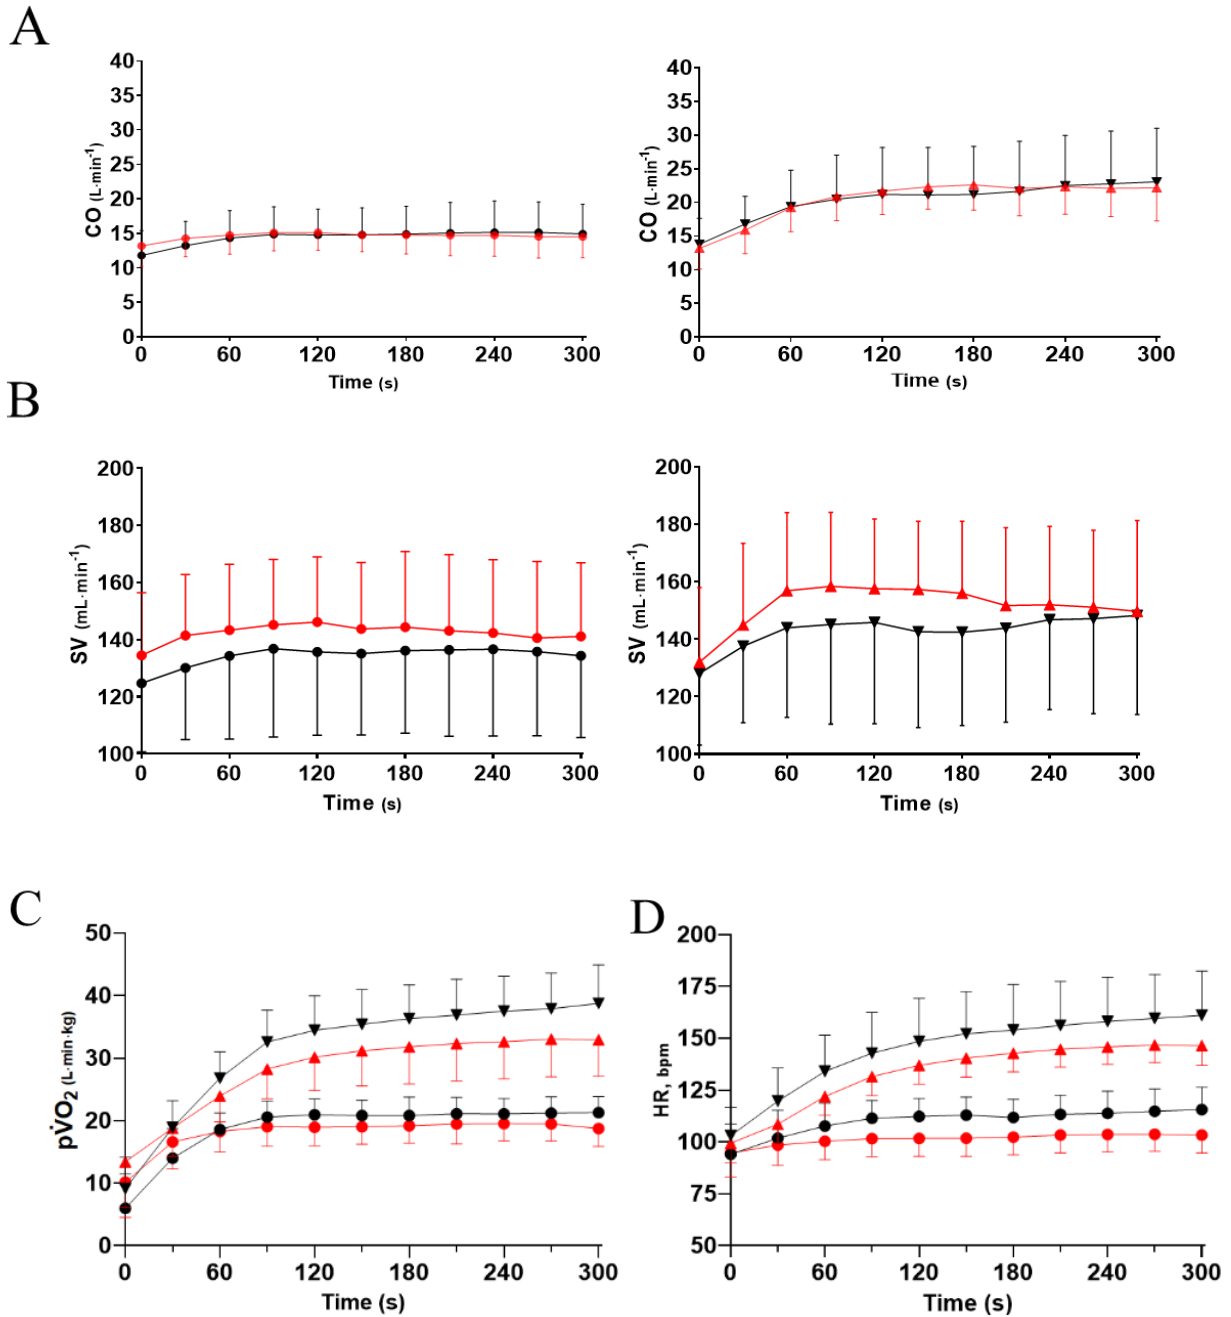 A
40
35
30
25
20
15
10
5
0
CO (L·min⁻¹)
0 60 120 180 240 300
Time (s)
40
35
30
25
20
15
10
5
0
CO (L·min⁻¹)
0 60 120 180 240 300
Time (s)
B
200
180
160
140
120
100
SV (mL·min⁻¹)
0 60 120 180 240 300
Time (s)
200
180
160
140
120
100
SV (mL·min⁻¹)
0 60 120 180 240 300
Time (s)
C
50
40
30
20
10
0
pV̇O₂ (L·min·kg)
0 60 120 180 240 300
Time (s)
D
200
175
150
125
100
75
50
HR, bpm
0 60 120 180 240 300
Time (s)